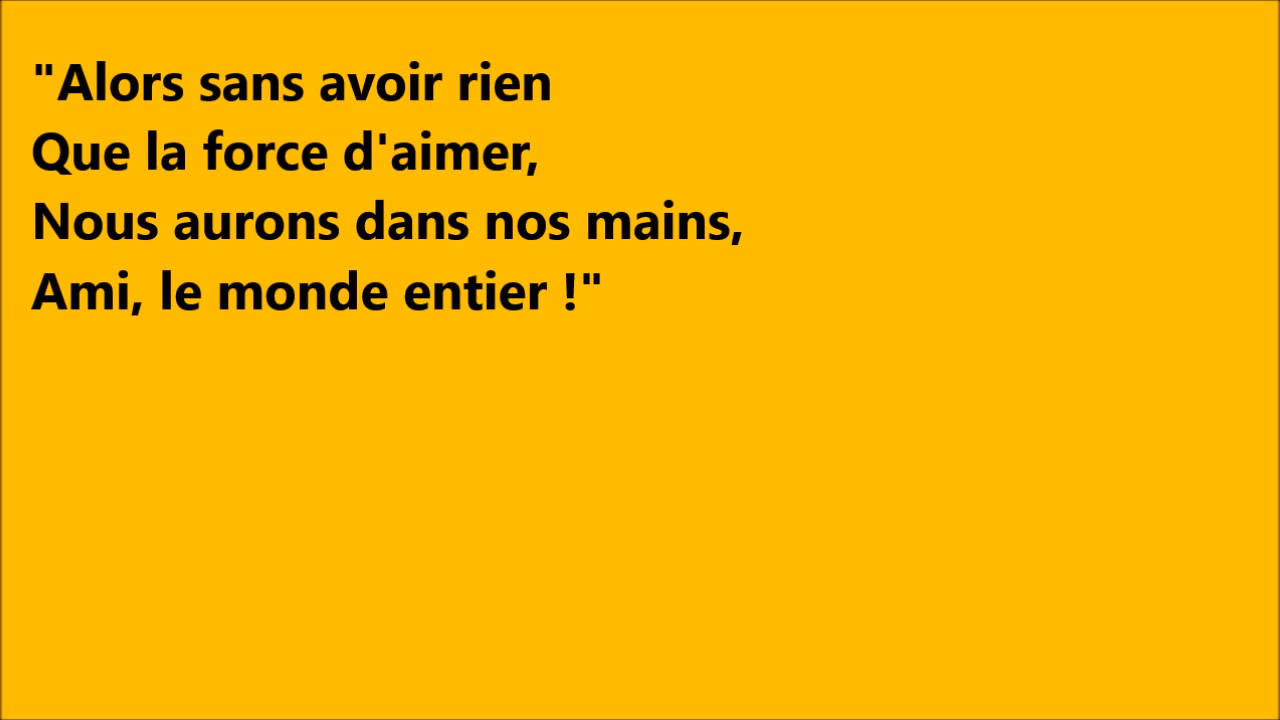 "Alors sans avoir rien
Que la force d'aimer,
Nous aurons dans nos mains,
Ami, le monde entier !"